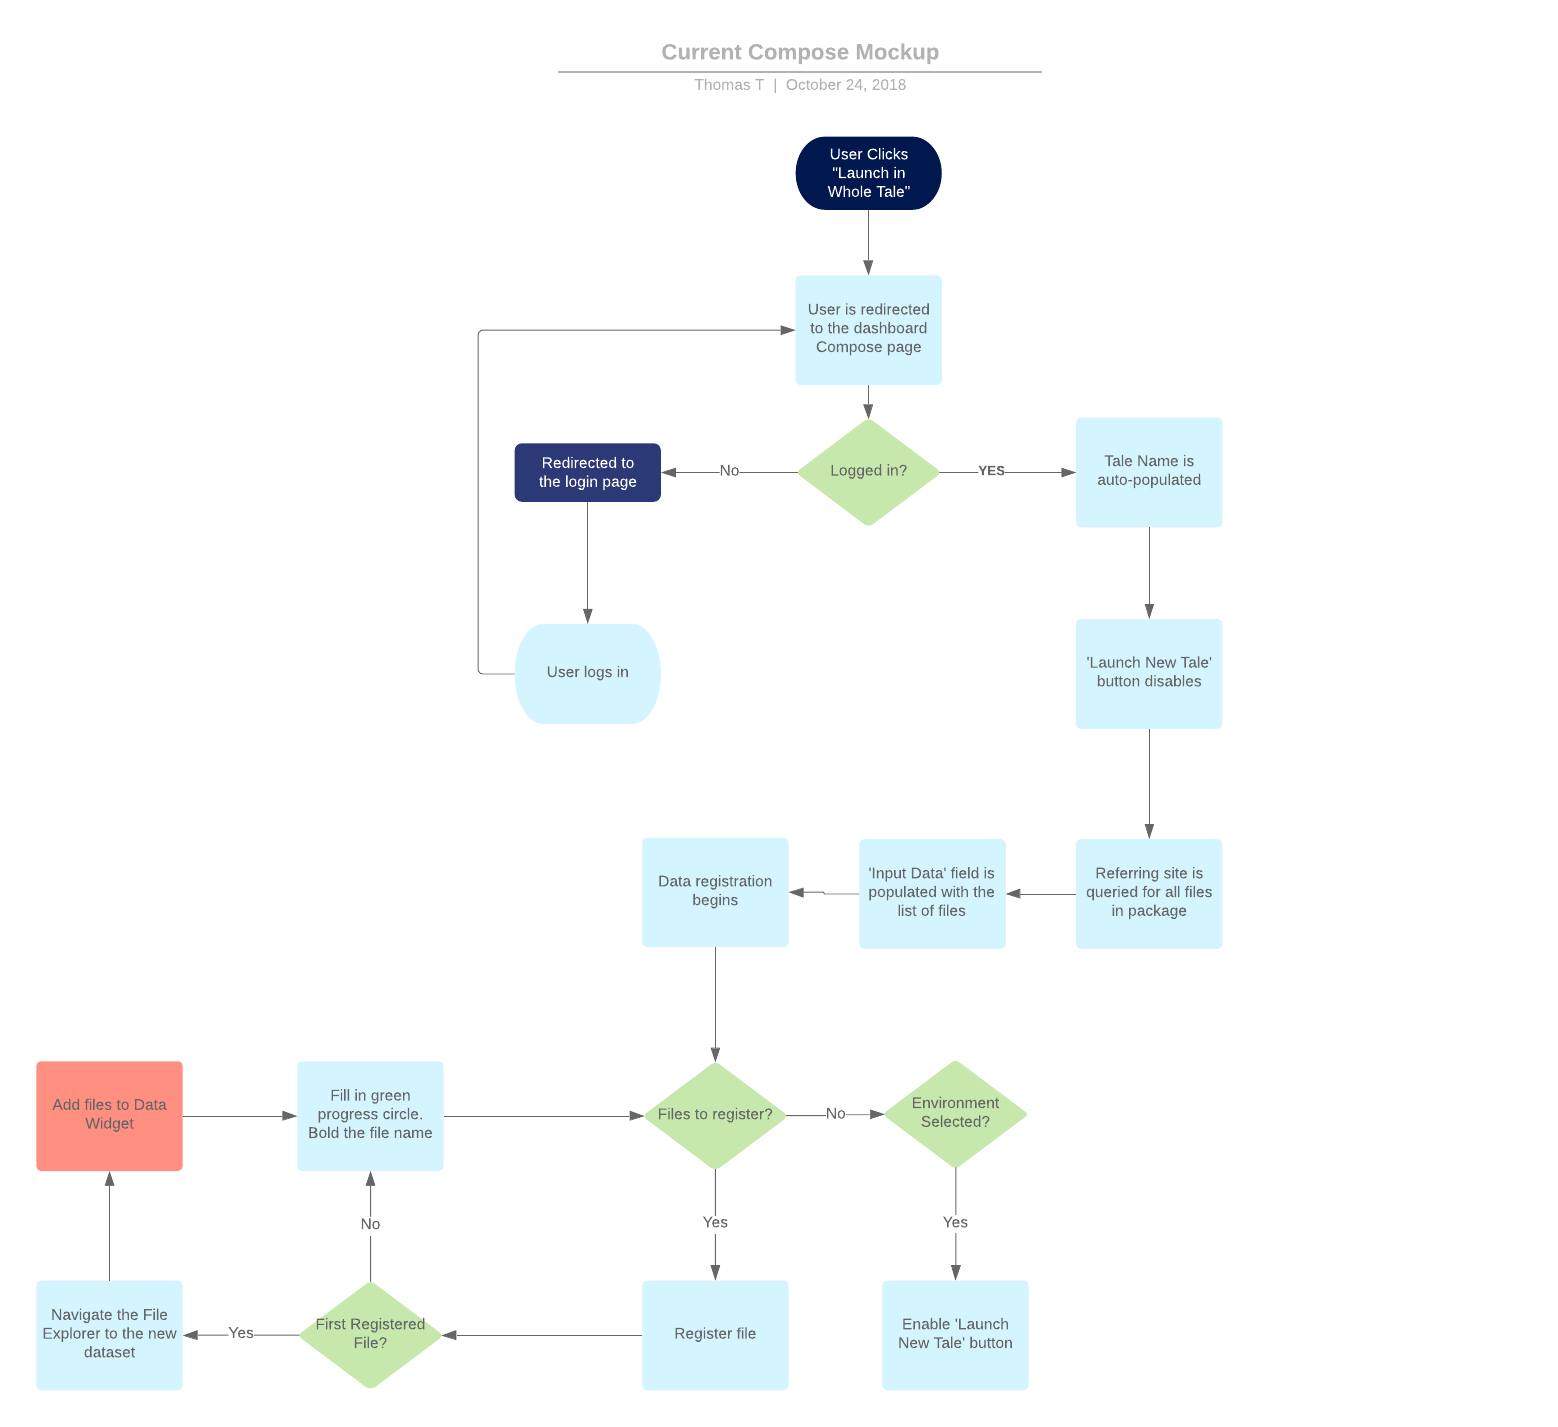 Current Compose Mockup
Thomas T | October 24, 2018
User Clicks
"Launch in
Whole Tale"
User is redirected
to the dashboard
Compose page
Redirected to
the login page
No
Logged in?
YES
Tale Name is
auto-populated
User logs in
'Launch New Tale'
button disables
Data registration
begins
'Input Data' field is
populated with the
list of files
Referring site is
queried for all files
in package
Add files to Data
Widget
Fill in green
progress circle.
Bold the file name
Files to register?
No
Environment
Selected?
No
Yes
Yes
Navigate the File
Explorer to the new
dataset
Yes
First Registered
File?
Register file
Enable 'Launch
New Tale' button